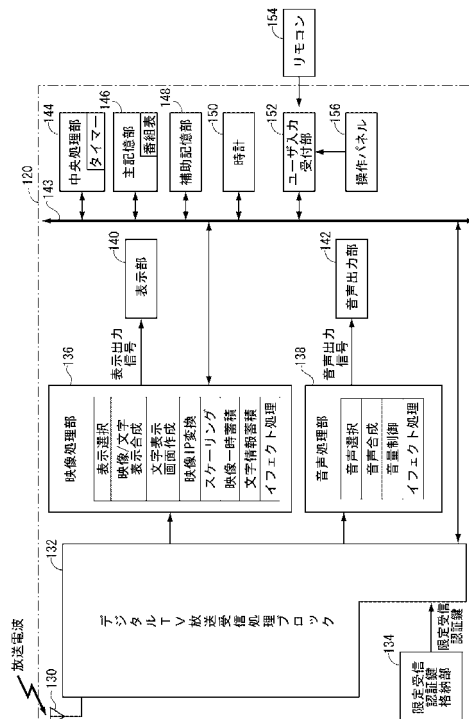 放送電波
130
132
デジタルTV放送受信処理ブロック
134
限定受信
認証鍵
格納部
限定受信
認証鍵
136
映像処理部
表示選択
映像/文字
表示合成
文字表示
画面作成
映像IP変換
スケーリング
映像一時蓄積
文字情報蓄積
イフェクト処理
表示出力
信号
140
表示部
138
音声処理部
音声選択
音声合成
音量制御
イフェクト処理
音声出力
信号
142
音声出力部
120
143
144
中央処理部
タイマー
146
主記憶部
番組表
148
補助記憶部
150
時計
152
ユーザ入力
受付部
154
リモコン
156
操作パネル